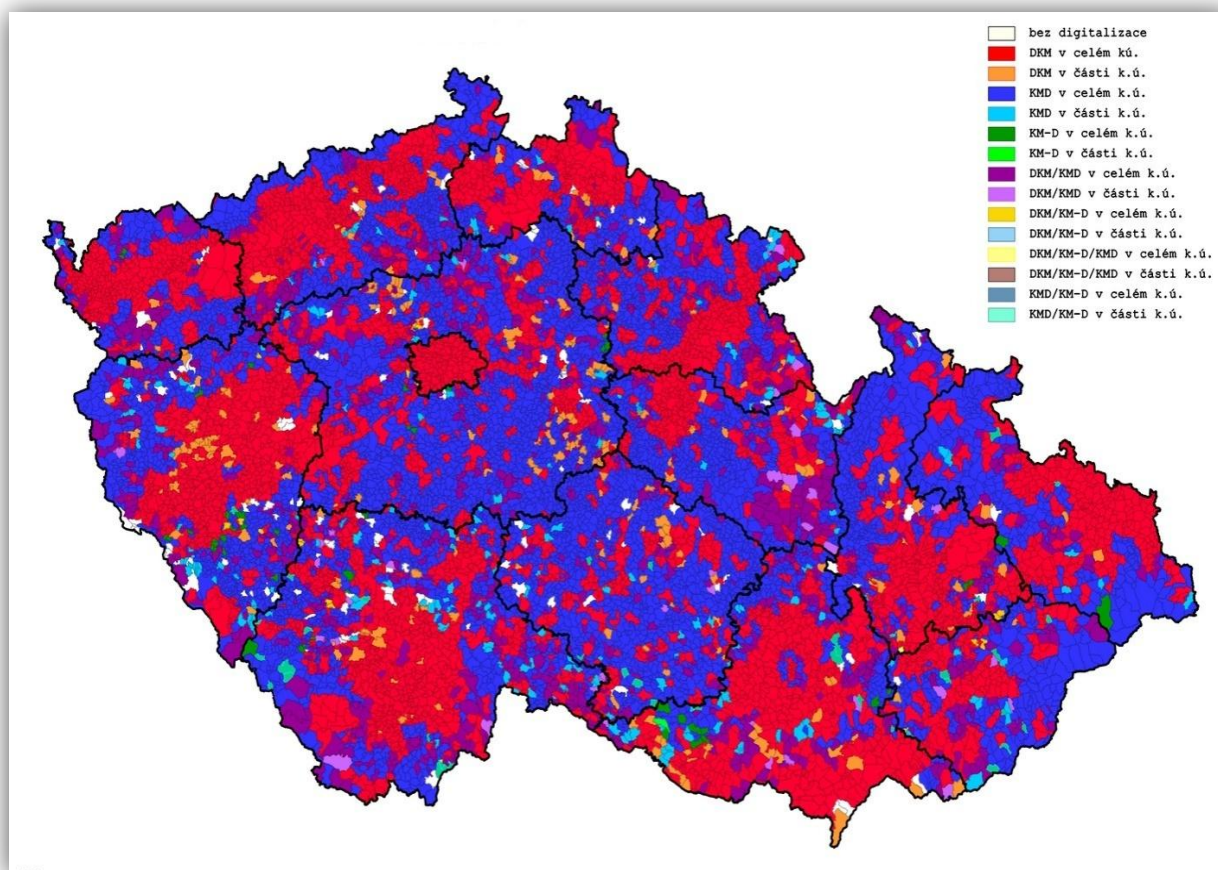 bez digitalizace
DKM v celém kú.
DKM v části k.ú.
KMD v celém k.ú.
KMD v části k.ú.
KM-D v celém k.ú.
KM-D v části k.ú.
DKM/KMD v celém k.ú.
DKM/KMD v části k.ú.
DKM/KM-D v celém k.ú.
DKM/KM-D v části k.ú.
DKM/KM-D/KMD v celém k.ú.
DKM/KM-D/KMD v části k.ú.
KMD/KM-D v celém k.ú.
KMD/KM-D v části k.ú.